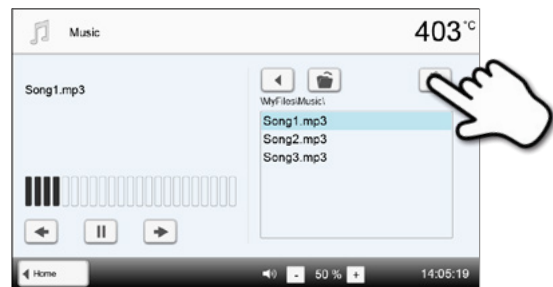 Music
403°C
Song1.mp3
\MyFiles\Music\
Song1.mp3
Song2.mp3
Song3.mp3
Home
- 50 % +
14:05:19